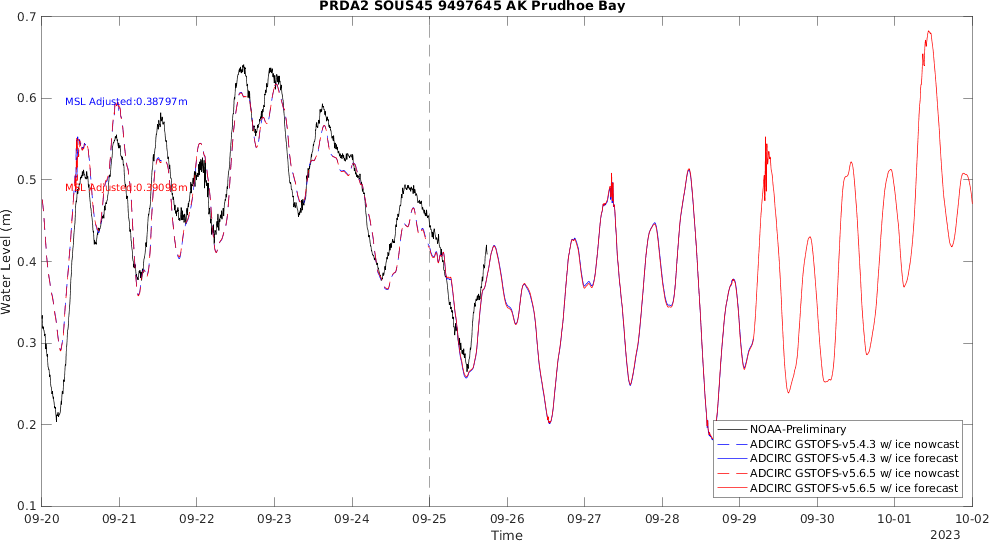 PRDA2 SOUS45 9497645 AK Prudhoe Bay
0.7
0.6
0.5
0.4
0.3
0.2
0.1
Water Level (m)
MSL Adjusted:0.38797m
MSL Adjusted:0.39098m
NOAA-Preliminary
ADCIRC GSTOFS-v5.4.3 w/ ice nowcast
ADCIRC GSTOFS-v5.4.3 w/ ice forecast
ADCIRC GSTOFS-v5.6.5 w/ ice nowcast
ADCIRC GSTOFS-v5.6.5 w/ ice forecast
09-20 09-21 09-22 09-23 09-24 09-25 09-26 09-27 09-28 09-29 09-30 10-01 10-02
Time
2023